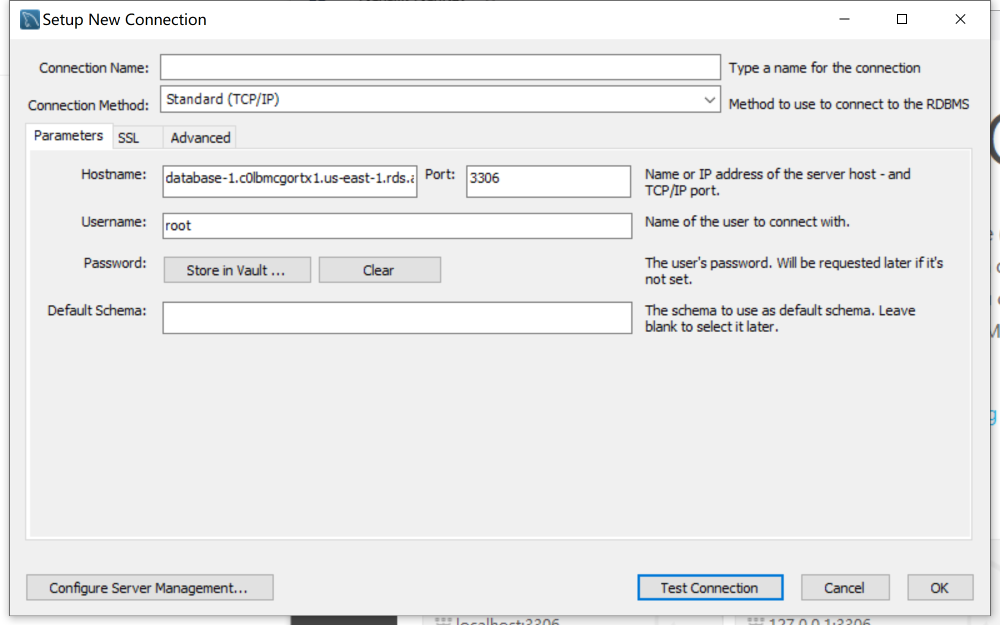 Setup New Connection
Connection Name:
Type a name for the connection
Connection Method:
Standard (TCP/IP)
Method to use to connect to the RDBMS
Parameters
SSL
Advanced
Hostname:
database-1.c0lbmcgortx1.us-east-1.rds.a
Port:
3306
Name or IP address of the server host - and
TCP/IP port.
Username:
root
Name of the user to connect with.
Password:
Store in Vault ...
Clear
The user's password. Will be requested later if it's
not set.
Default Schema:
The schema to use as default schema. Leave
blank to select it later.
Configure Server Management...
Test Connection
Cancel
OK
localhost:3306
127.0.0.1:3306